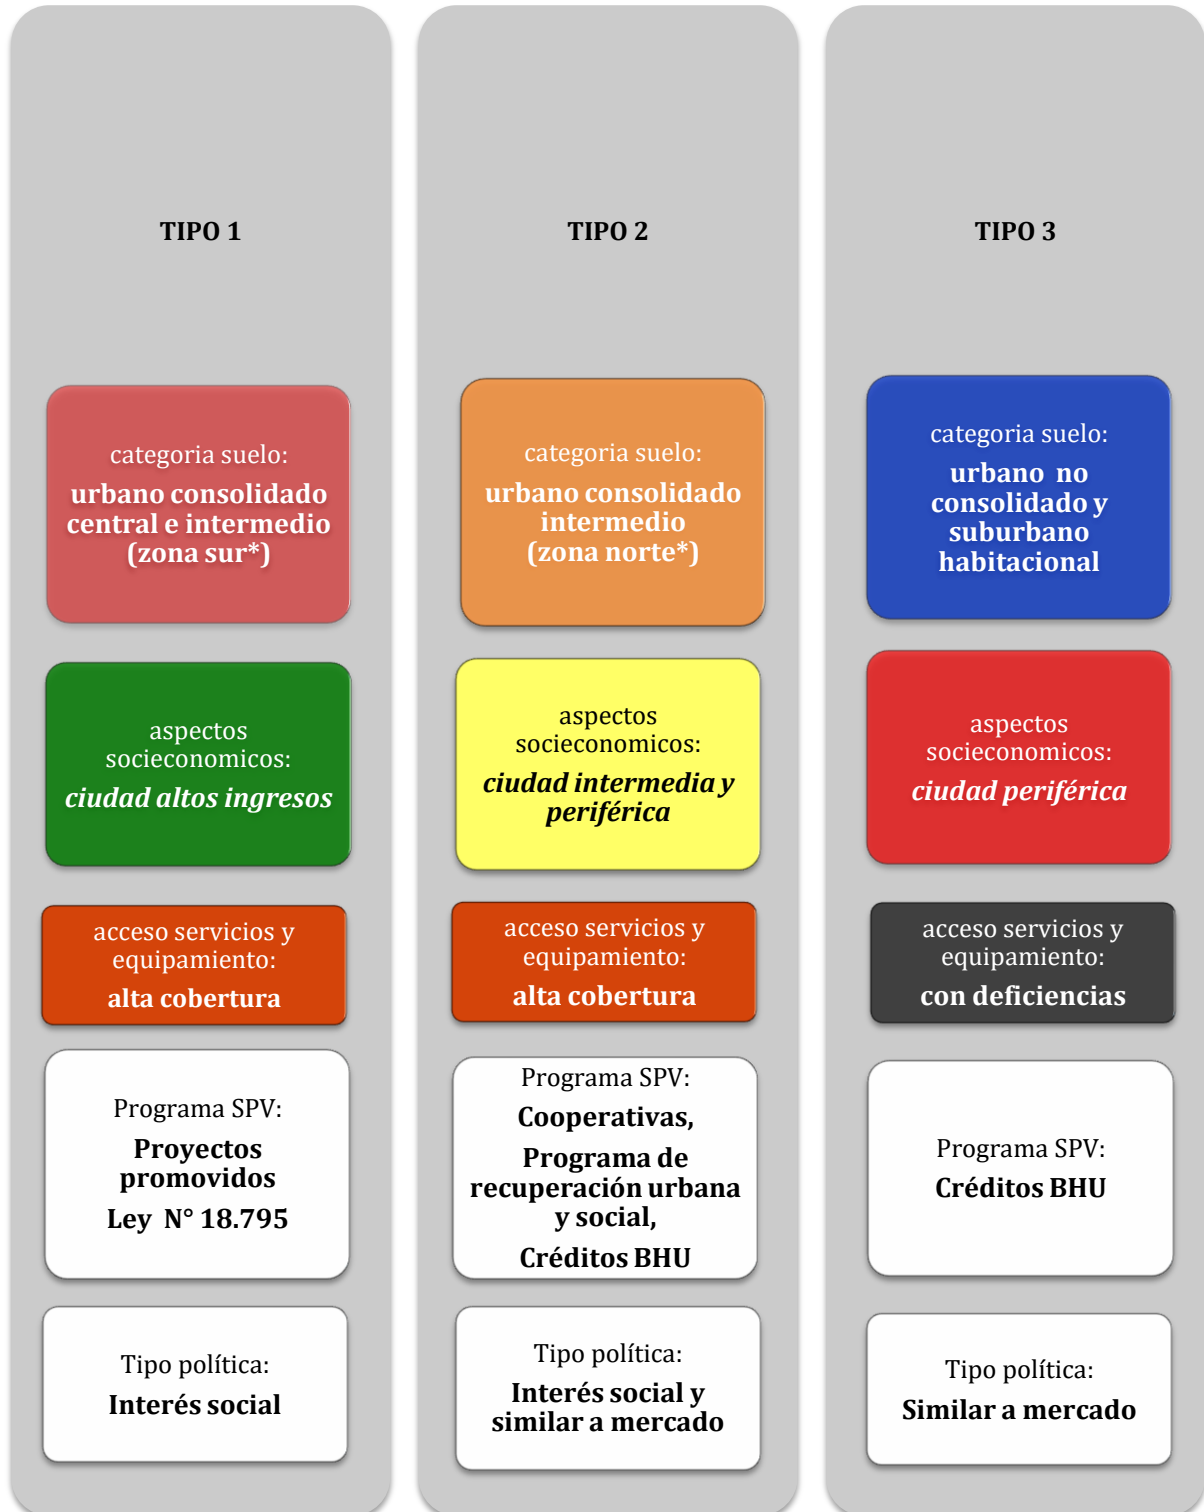 TIPO 1
categoria suelo:
urbano consolidado
central e intermedio
(zona sur*)
aspectos
socieconomicos:
ciudad altos ingresos
acceso servicios y
equipamiento:
alta cobertura
Programa SPV:
Proyectos
promovidos
Ley N° 18.795
Tipo política:
Interés social
TIPO 2
categoria suelo:
urbano consolidado
intermedio
(zona norte*)
aspectos
socieconomicos:
ciudad intermedia y
periférica
acceso servicios y
equipamiento:
alta cobertura
Programa SPV:
Cooperativas,
Programa de
recuperación urbana
y social,
Créditos BHU
Tipo política:
Interés social y
similar a mercado
TIPO 3
categoria suelo:
urbano no
consolidado y
suburbano
habitacional
aspectos
socieconomicos:
ciudad periférica
acceso servicios y
equipamiento:
con deficiencias
Programa SPV:
Créditos BHU
Tipo política:
Similar a mercado